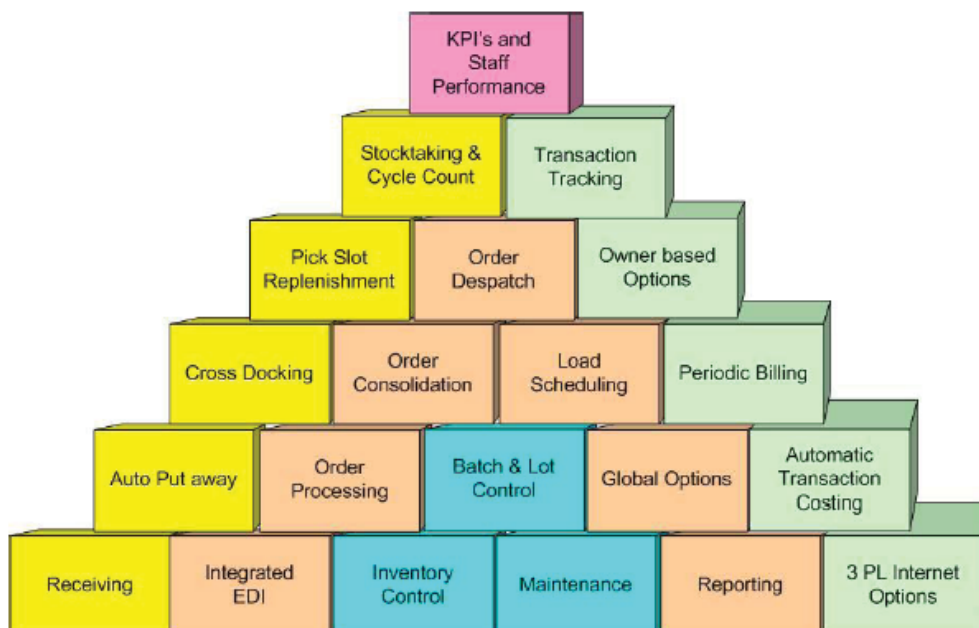 KPI's and
Staff
Performance
Stocktaking &
Cycle Count
Transaction
Tracking
Pick Slot
Replenishment
Order
Despatch
Owner based
Options
Cross Docking
Order
Consolidation
Load
Scheduling
Periodic Billing
Auto Put away
Order
Processing
Batch & Lot
Control
Global Options
Automatic
Transaction
Costing
Receiving
Integrated
EDI
Inventory
Control
Maintenance
Reporting
3 PL Internet
Options